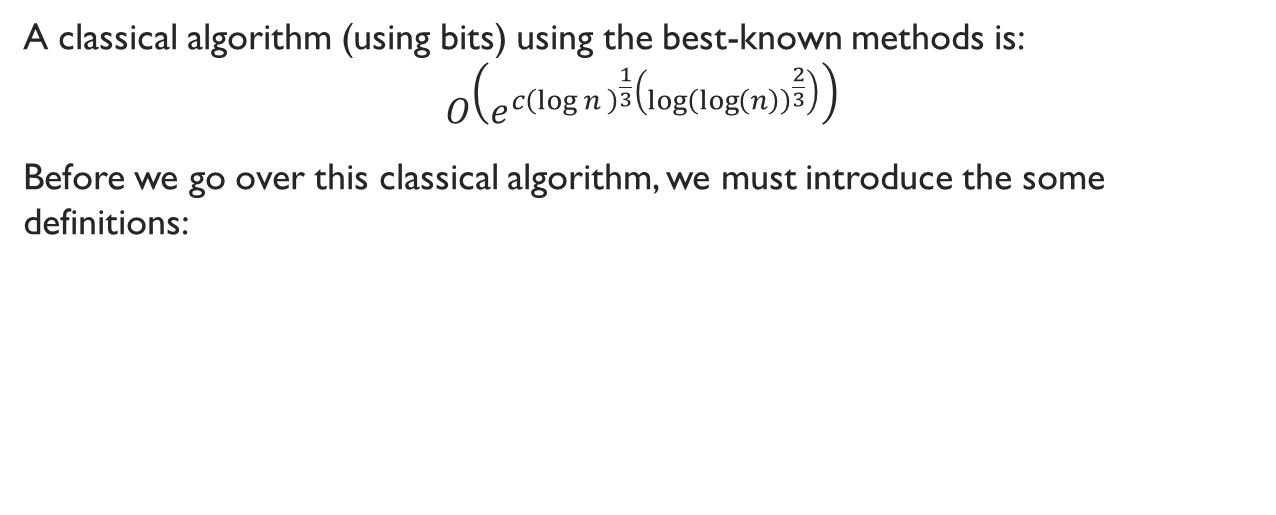 A classical algorithm (using bits) using the best-known methods is:
O(e^{c(log n)^{1/3}(log(log(n))^{2/3})})
Before we go over this classical algorithm, we must introduce the some
definitions: